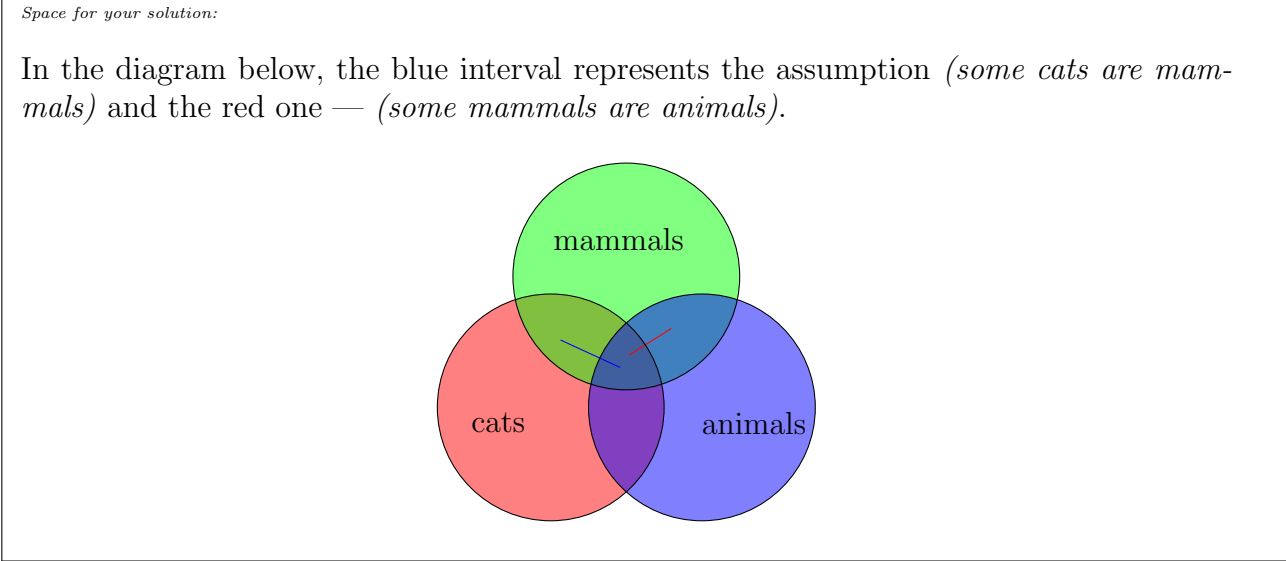 Space for your solution:
In the diagram below, the blue interval represents the assumption (some cats are mam-
mals) and the red one — (some mammals are animals).
mammals
cats
animals